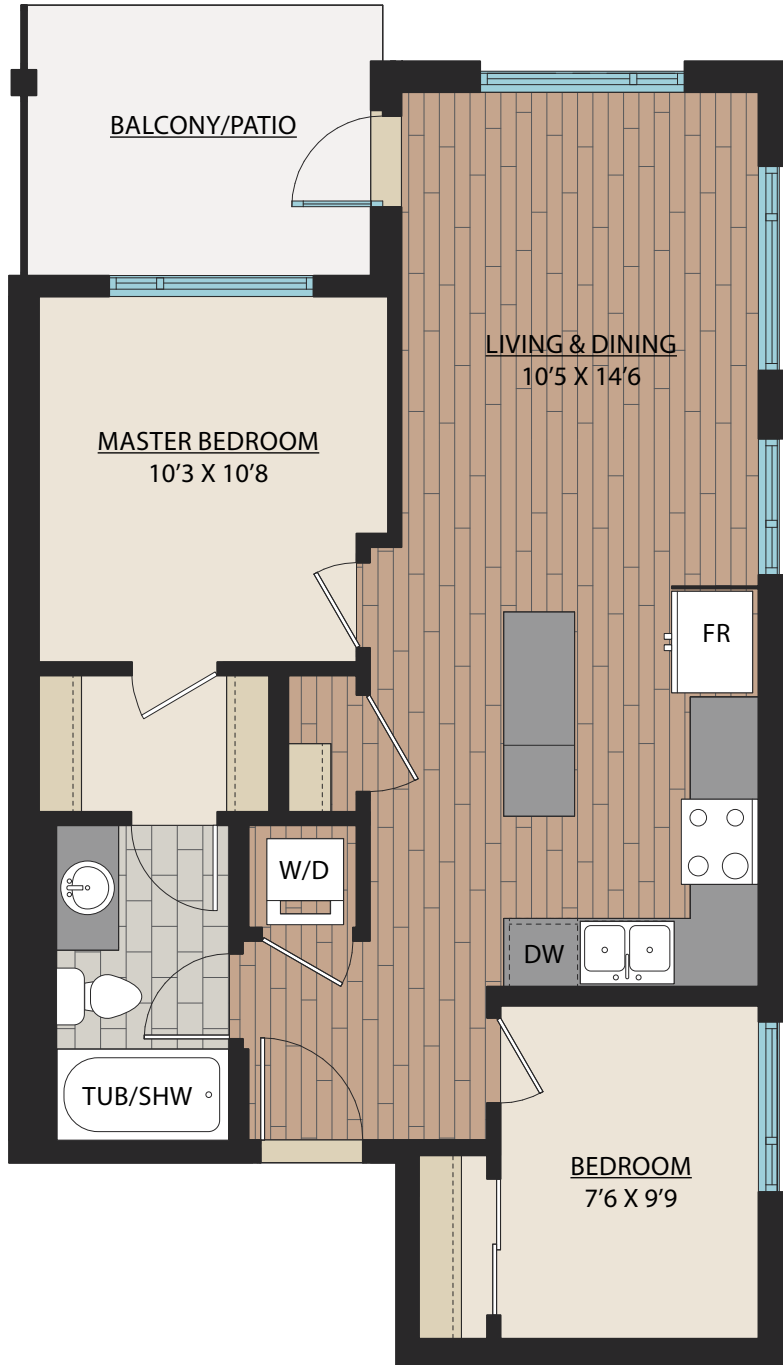 BALCONY/PATIO
LIVING & DINING
10’5 X 14’6
MASTER BEDROOM
10’3 X 10’8
FR
W/D
DW
TUB/SHW
BEDROOM
7’6 X 9’9